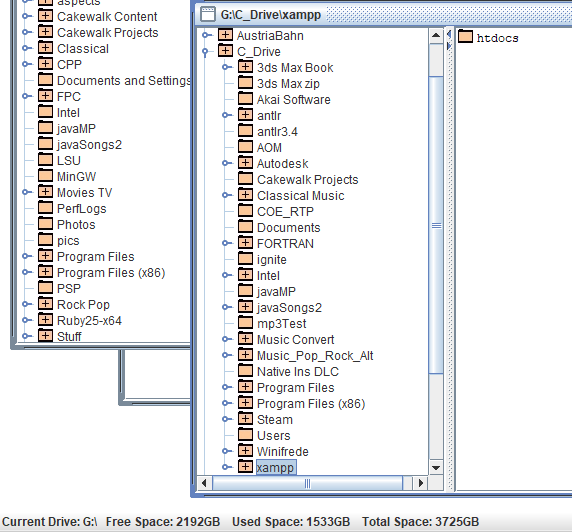 aspects
Cakewalk Content
Cakewalk Projects
Classical
CPP
Documents and Settings
FPC
Intel
javaMP
javaSongs2
LSU
MinGW
Movies TV
PerfLogs
Photos
pics
Program Files
Program Files (x86)
PSP
Rock Pop
Ruby25-x64
Stuff
G:\C_Drive\xampp
AustriaBahn
C_Drive
3ds Max Book
3ds Max zip
Akai Software
antlr
antlr3.4
AOM
Autodesk
Cakewalk Projects
Classical Music
COE_RTP
Documents
FORTRAN
ignite
Intel
javaMP
javaSongs2
mp3Test
Music Convert
Music_Pop_Rock_Alt
Native Ins DLC
Program Files
Program Files (x86)
Steam
Users
Winifrede
xampp
htdocs
Current Drive: G:\ Free Space: 2192GB Used Space: 1533GB Total Space: 3725GB